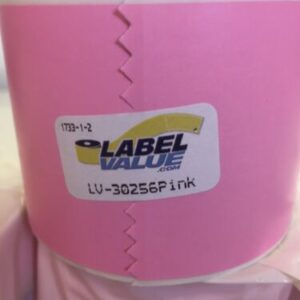 1733-1-2
LABEL
VALUE
.COM
LV-30256Pink